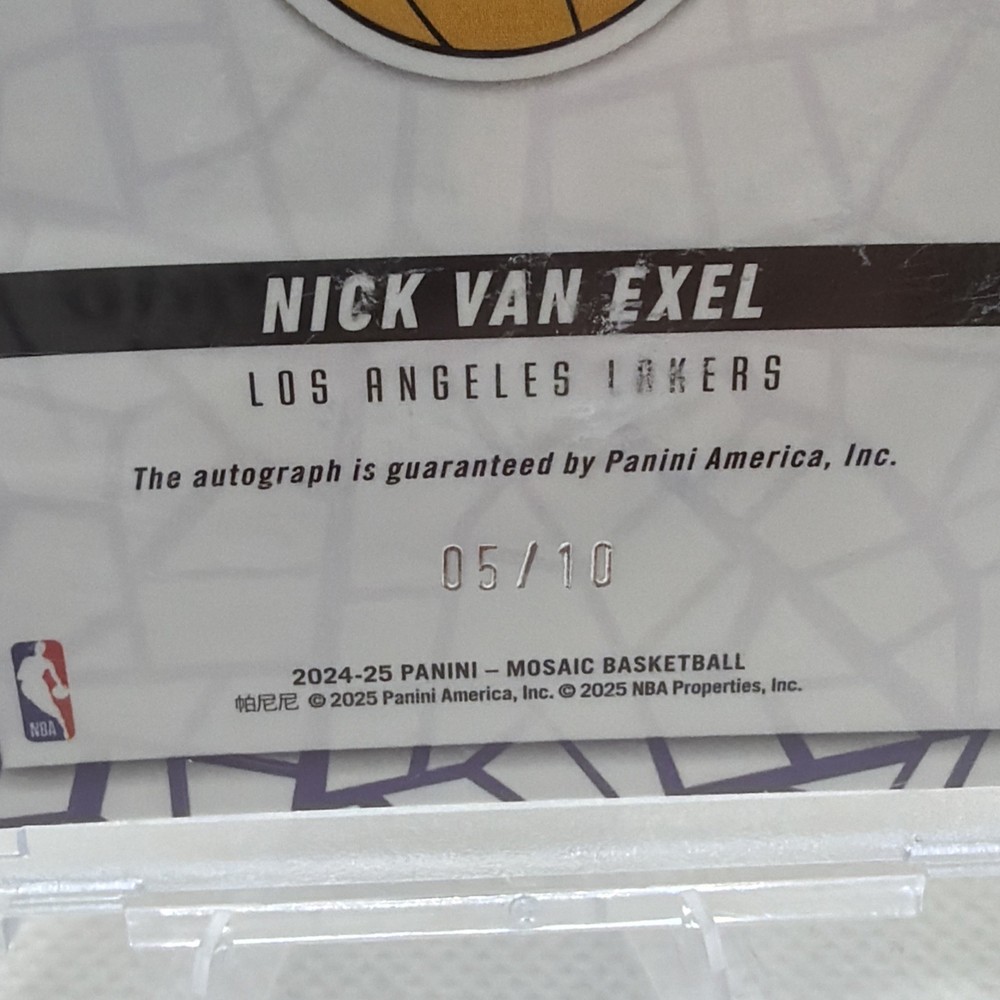 NICK VAN EXEL
LOS ANGELES LAKERS
The autograph is guaranteed by Panini America, Inc.
05/10
2024-25 PANINI – MOSAIC BASKETBALL
帕尼尼 © 2025 Panini America, Inc. © 2025 NBA Properties, Inc.
NBA